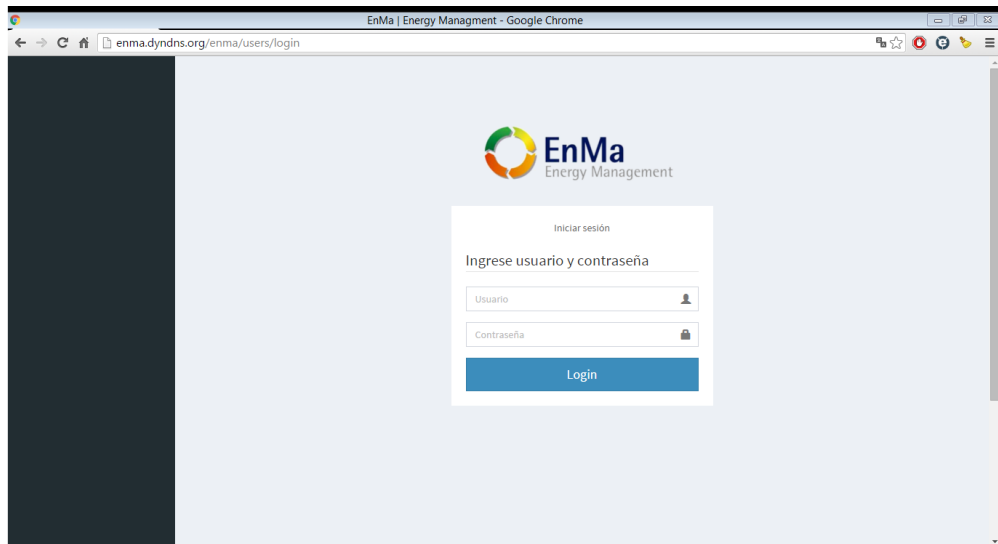 EnMa | Energy Managment - Google Chrome
enma.dyndns.org/enma/users/login
EnMa
Energy Management
Iniciar sesión
Ingrese usuario y contraseña
Usuario
Contraseña
Login